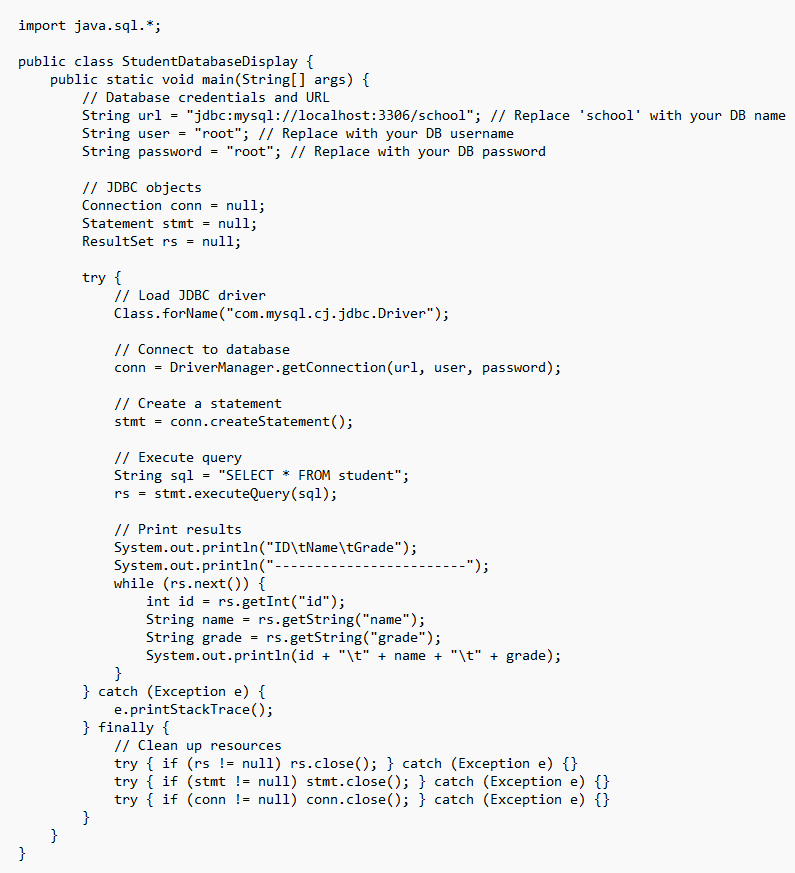 import java.sql.*;

public class StudentDatabaseDisplay {
    public static void main(String[] args) {
        // Database credentials and URL
        String url = "jdbc:mysql://localhost:3306/school"; // Replace 'school' with your DB name
        String user = "root"; // Replace with your DB username
        String password = "root"; // Replace with your DB password

        // JDBC objects
        Connection conn = null;
        Statement stmt = null;
        ResultSet rs = null;

        try {
            // Load JDBC driver
            Class.forName("com.mysql.cj.jdbc.Driver");

            // Connect to database
            conn = DriverManager.getConnection(url, user, password);

            // Create a statement
            stmt = conn.createStatement();

            // Execute query
            String sql = "SELECT * FROM student";
            rs = stmt.executeQuery(sql);

            // Print results
            System.out.println("ID\tName\tGrade");
            System.out.println("------------------------");
            while (rs.next()) {
                int id = rs.getInt("id");
                String name = rs.getString("name");
                String grade = rs.getString("grade");
                System.out.println(id + "\t" + name + "\t" + grade);
            }
        } catch (Exception e) {
            e.printStackTrace();
        } finally {
            // Clean up resources
            try { if (rs != null) rs.close(); } catch (Exception e) {}
            try { if (stmt != null) stmt.close(); } catch (Exception e) {}
            try { if (conn != null) conn.close(); } catch (Exception e) {}
        }
    }
}